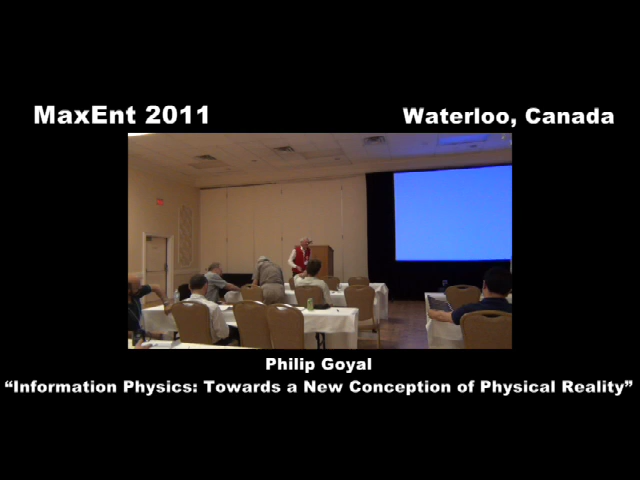 MaxEnt 2011
Waterloo, Canada
Philip Goyal
“Information Physics: Towards a New Conception of Physical Reality”